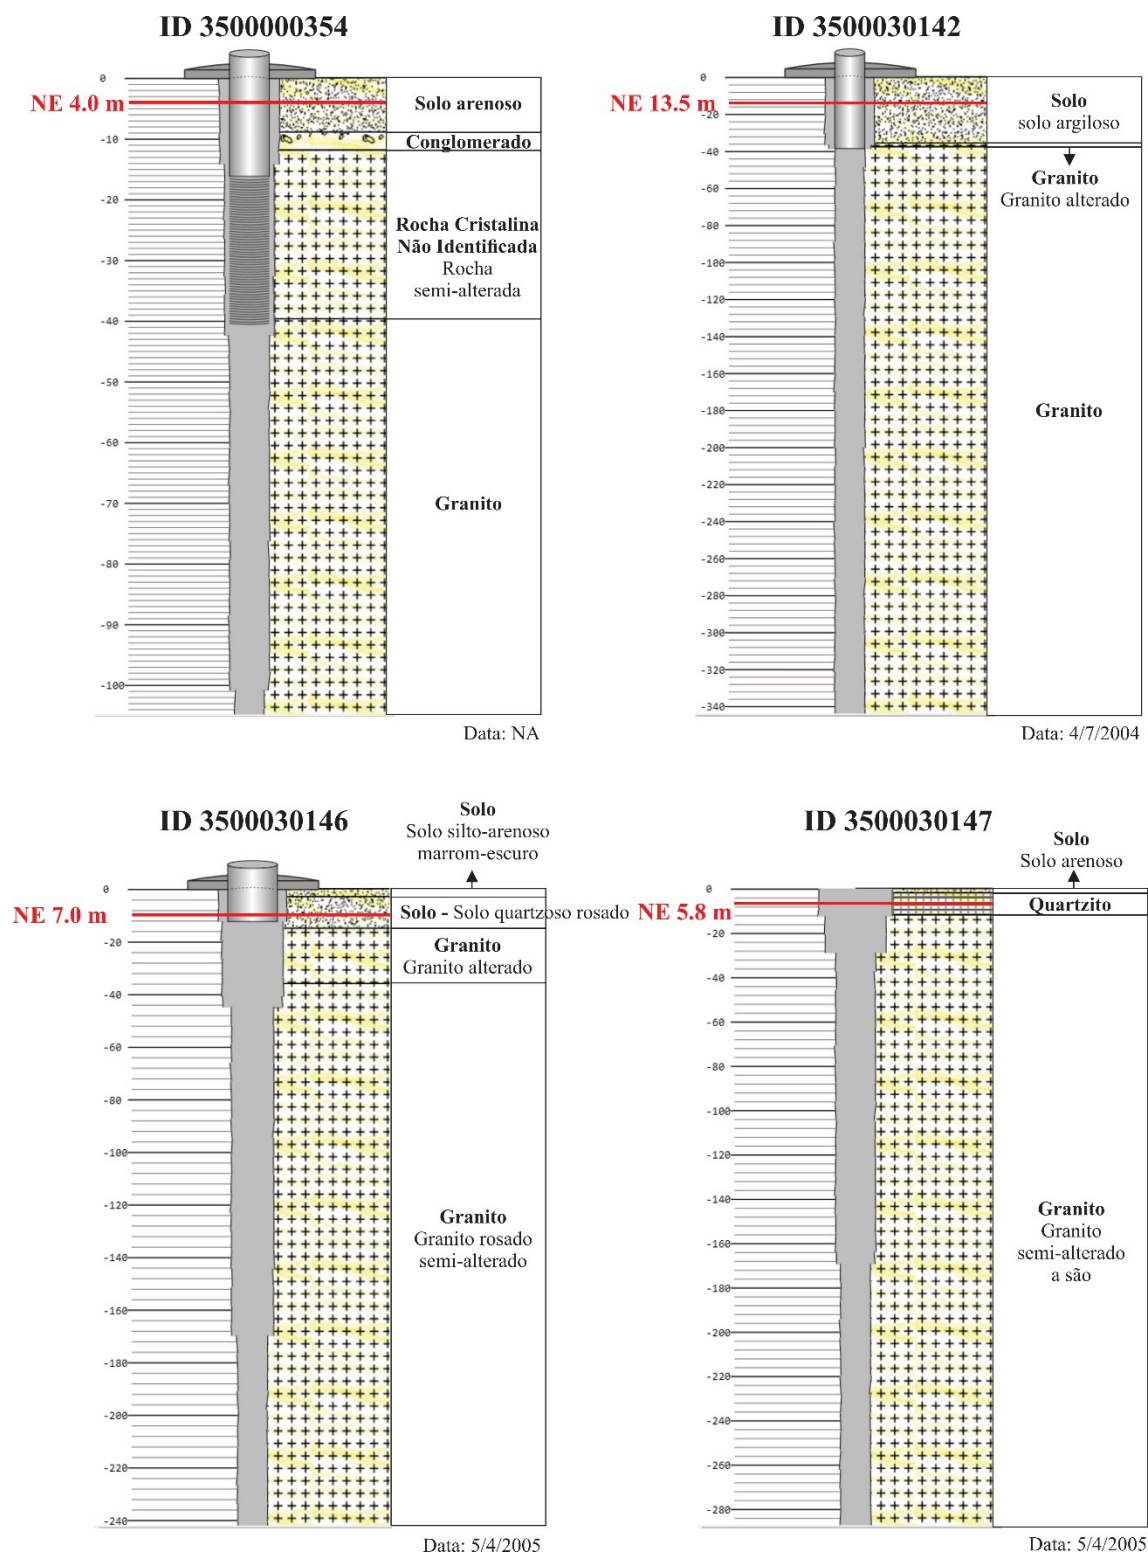 ID 3500000354
NE 4.0 m
0
-10
-20
-30
-40
-50
-60
-70
-80
-90
-100
Solo arenoso
Conglomerado
Rocha Cristalina
Não Identificada
Rocha
semi-alterada
Granito
Data: NA
ID 3500030142
NE 13.5 m
0
-20
-40
-60
-80
-100
-120
-140
-160
-180
-200
-220
-240
-260
-280
-300
-320
-340
Solo
solo argiloso
Granito
Granito alterado
Granito
Data: 4/7/2004
ID 3500030146
Solo
Solo silto-arenoso
marrom-escuro
NE 7.0 m
0
-20
-40
-60
-80
-100
-120
-140
-160
-180
-200
-220
-240
Solo - Solo quartzoso rosado
Granito
Granito alterado
Granito
Granito rosado
semi-alterado
Data: 5/4/2005
ID 3500030147
Solo
Solo arenoso
NE 5.8 m
0
-20
-40
-60
-80
-100
-120
-140
-160
-180
-200
-220
-240
-260
-280
Quartzito
Granito
Granito
semi-alterado
a são
Data: 5/4/2005